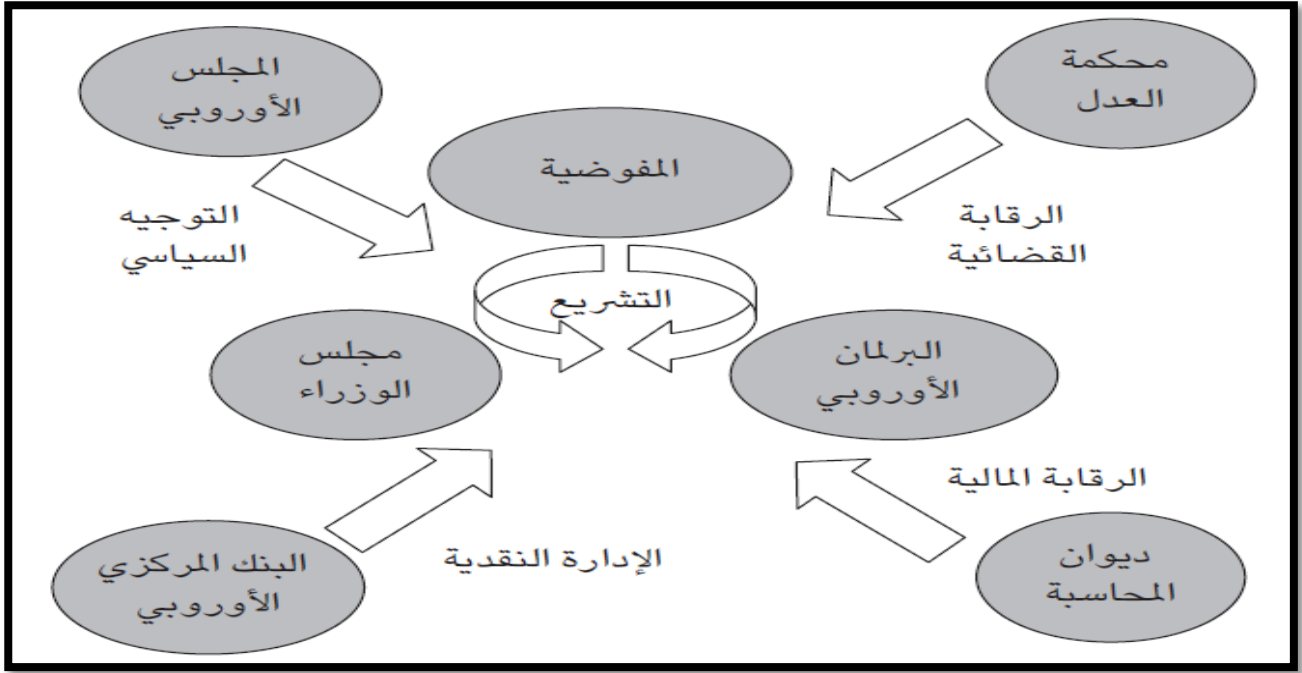 محكمة
العدل
المجلس
الأوروبي
المفوضية
الرقابة
القضائية
التوجيه
السياسي
التشريع
البرلمان
الأوروبي
مجلس
الوزراء
الرقابة المالية
الإدارة النقدية
ديوان
المحاسبة
البنك المركزي
الأوروبي